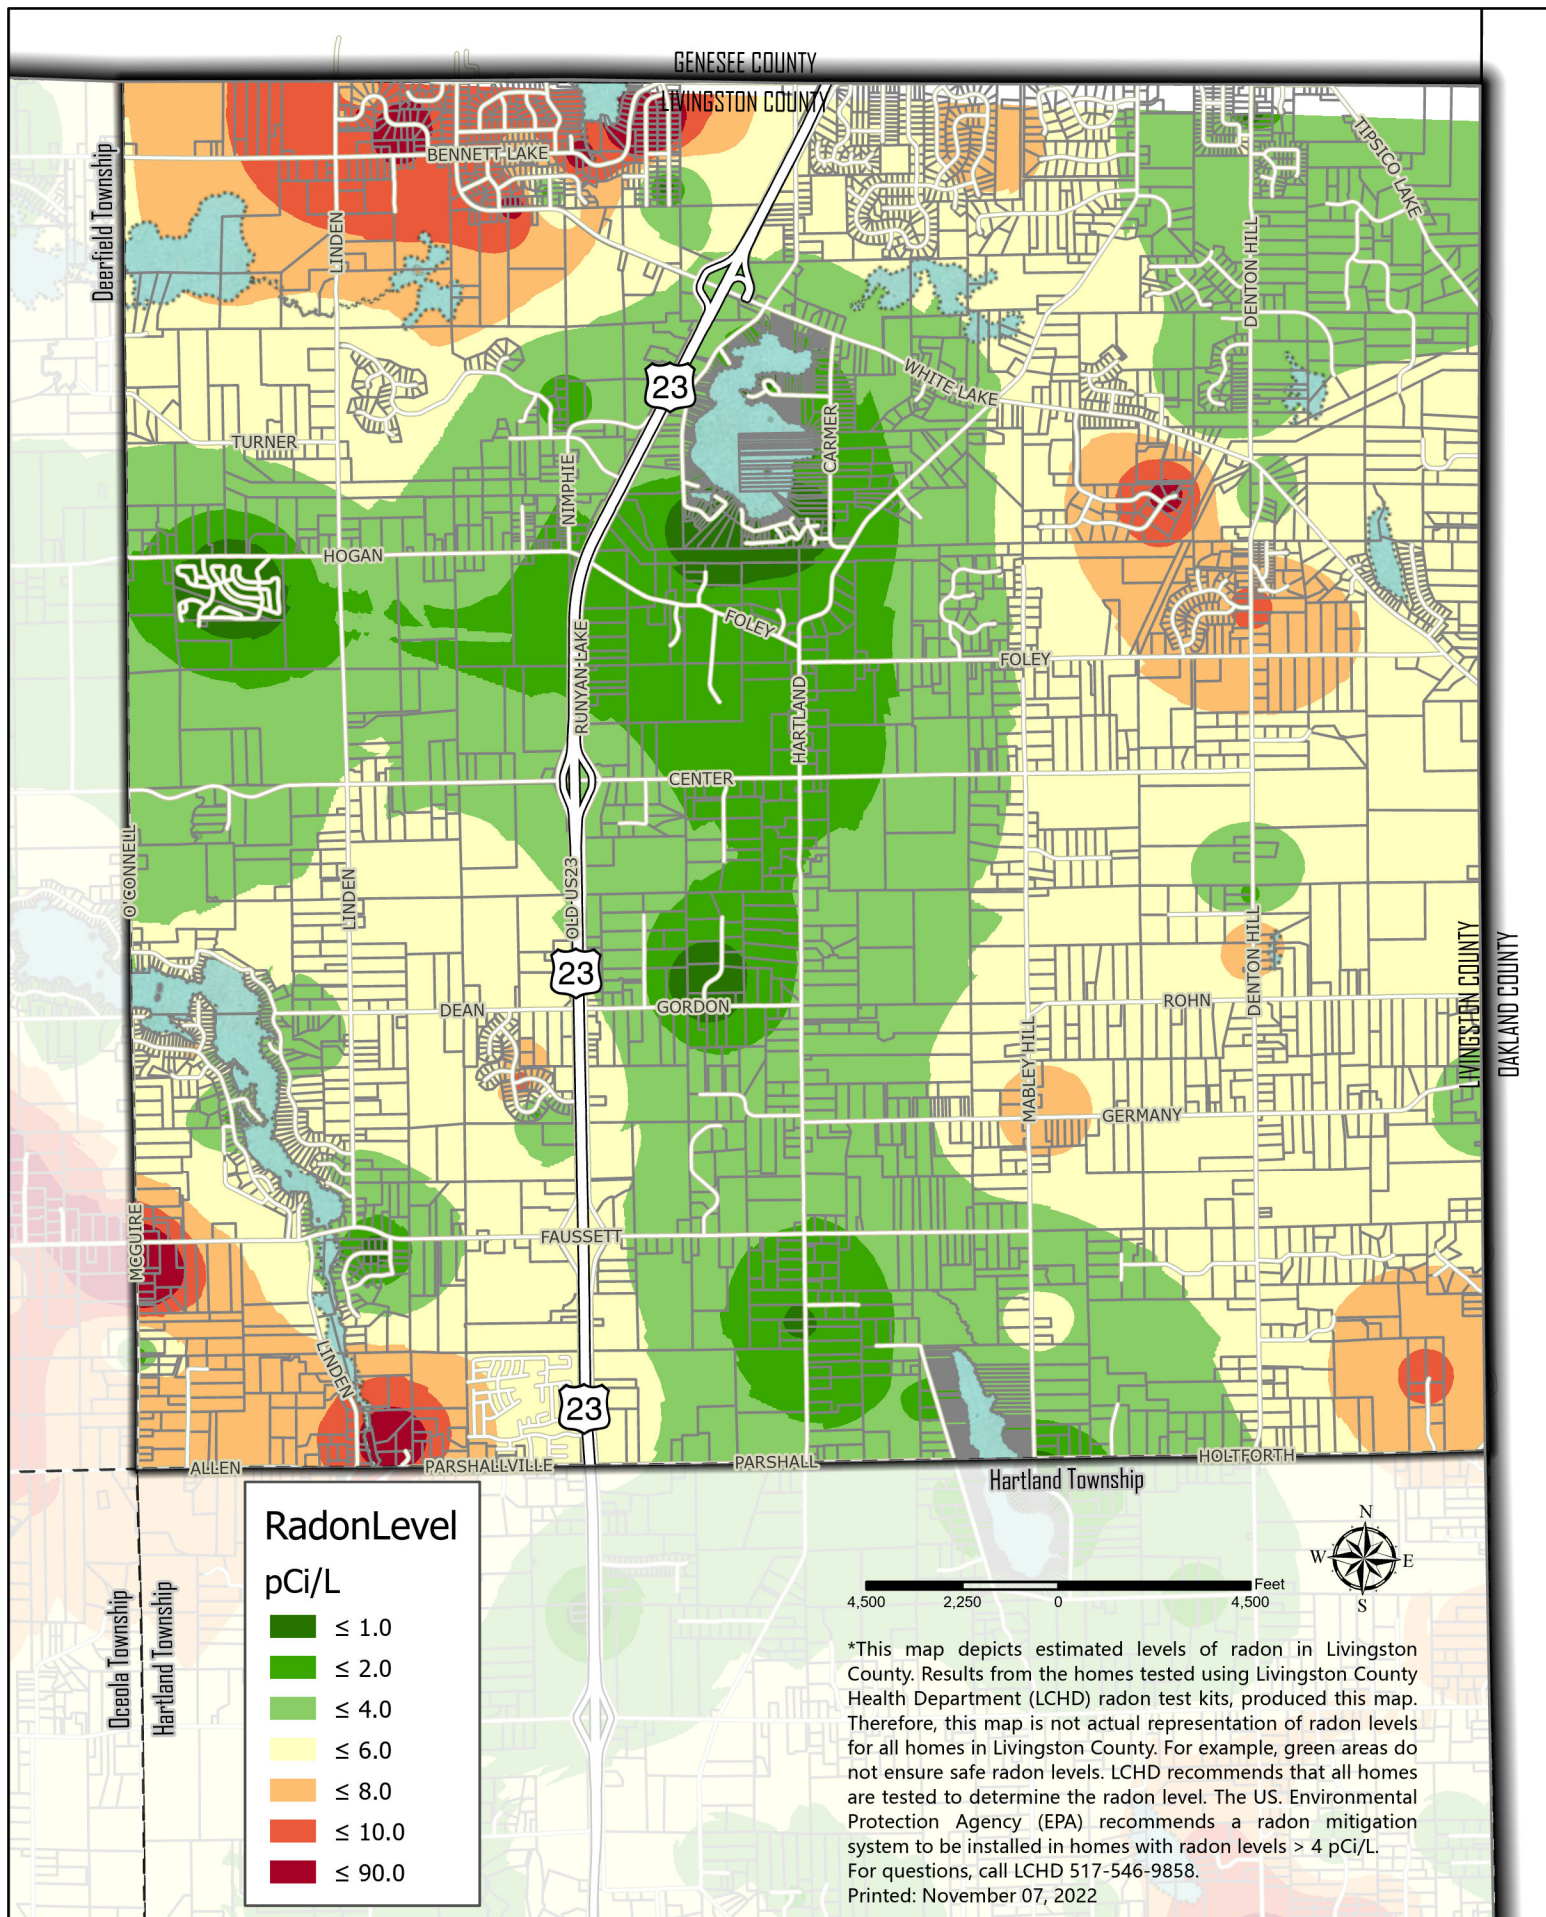 GENESEE COUNTY
LIVINGSTON COUNTY
BENNETT LAKE
TIPSICO LAKE
Deerfield Township
LINDEN
DENTON HILL
23
WHITE LAKE
CARMER
TURNER
NIMPHIE
HOGAN
FOLEY
RUNYAN LAKE
FOLEY
HARTLAND
CENTER
O'CONNELL
LINDEN
OLD US23
DENTON HILL
LIVINGSTON COUNTY
OAKLAND COUNTY
23
DEAN
GORDON
ROHN
MABLEY HILL
GERMANY
MCGUIRE
FAUSSETT
LINDEN
23
ALLEN
PARSHALLVILLE
PARSHALL
HOLTFORTH
Hartland Township
Oceola Township
Hartland Township
RadonLevel
pCi/L
≤ 1.0
≤ 2.0
≤ 4.0
≤ 6.0
≤ 8.0
≤ 10.0
≤ 90.0
N
W
E
S
Feet
4,500 2,250 0 4,500
*This map depicts estimated levels of radon in Livingston
County. Results from the homes tested using Livingston County
Health Department (LCHD) radon test kits, produced this map.
Therefore, this map is not actual representation of radon levels
for all homes in Livingston County. For example, green areas do
not ensure safe radon levels. LCHD recommends that all homes
are tested to determine the radon level. The US. Environmental
Protection Agency (EPA) recommends a radon mitigation
system to be installed in homes with radon levels > 4 pCi/L.
For questions, call LCHD 517-546-9858.
Printed: November 07, 2022